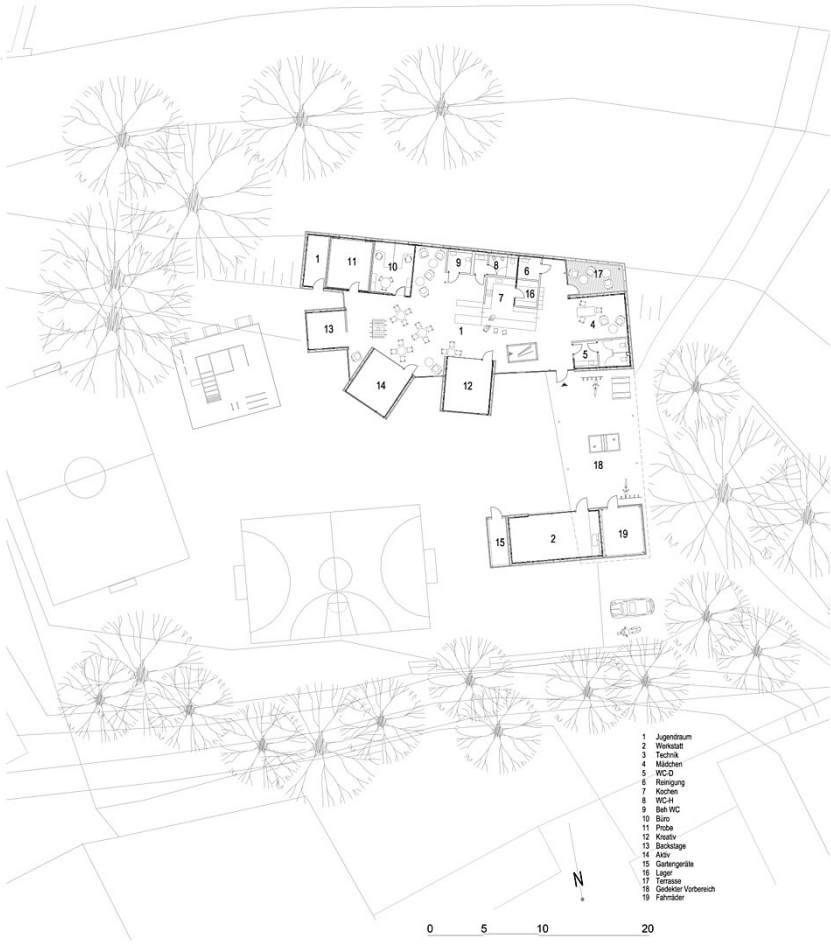 1
11
10
9
8
6
17
7
16
4
13
1
5
14
12
18
15
2
19
1 Jugendraum
2 Werkstatt
3 Technik
4 Mädchen
5 WC-D
6 Reinigung
7 Kochen
8 WC-H
9 Beh WC
10 Büro
11 Probe
12 Kreativ
13 Backstage
14 Aktiv
15 Gartengeräte
16 Lager
17 Terrasse
18 Gedekter Vorbereich
19 Fahrräder
N
0 5 10 20